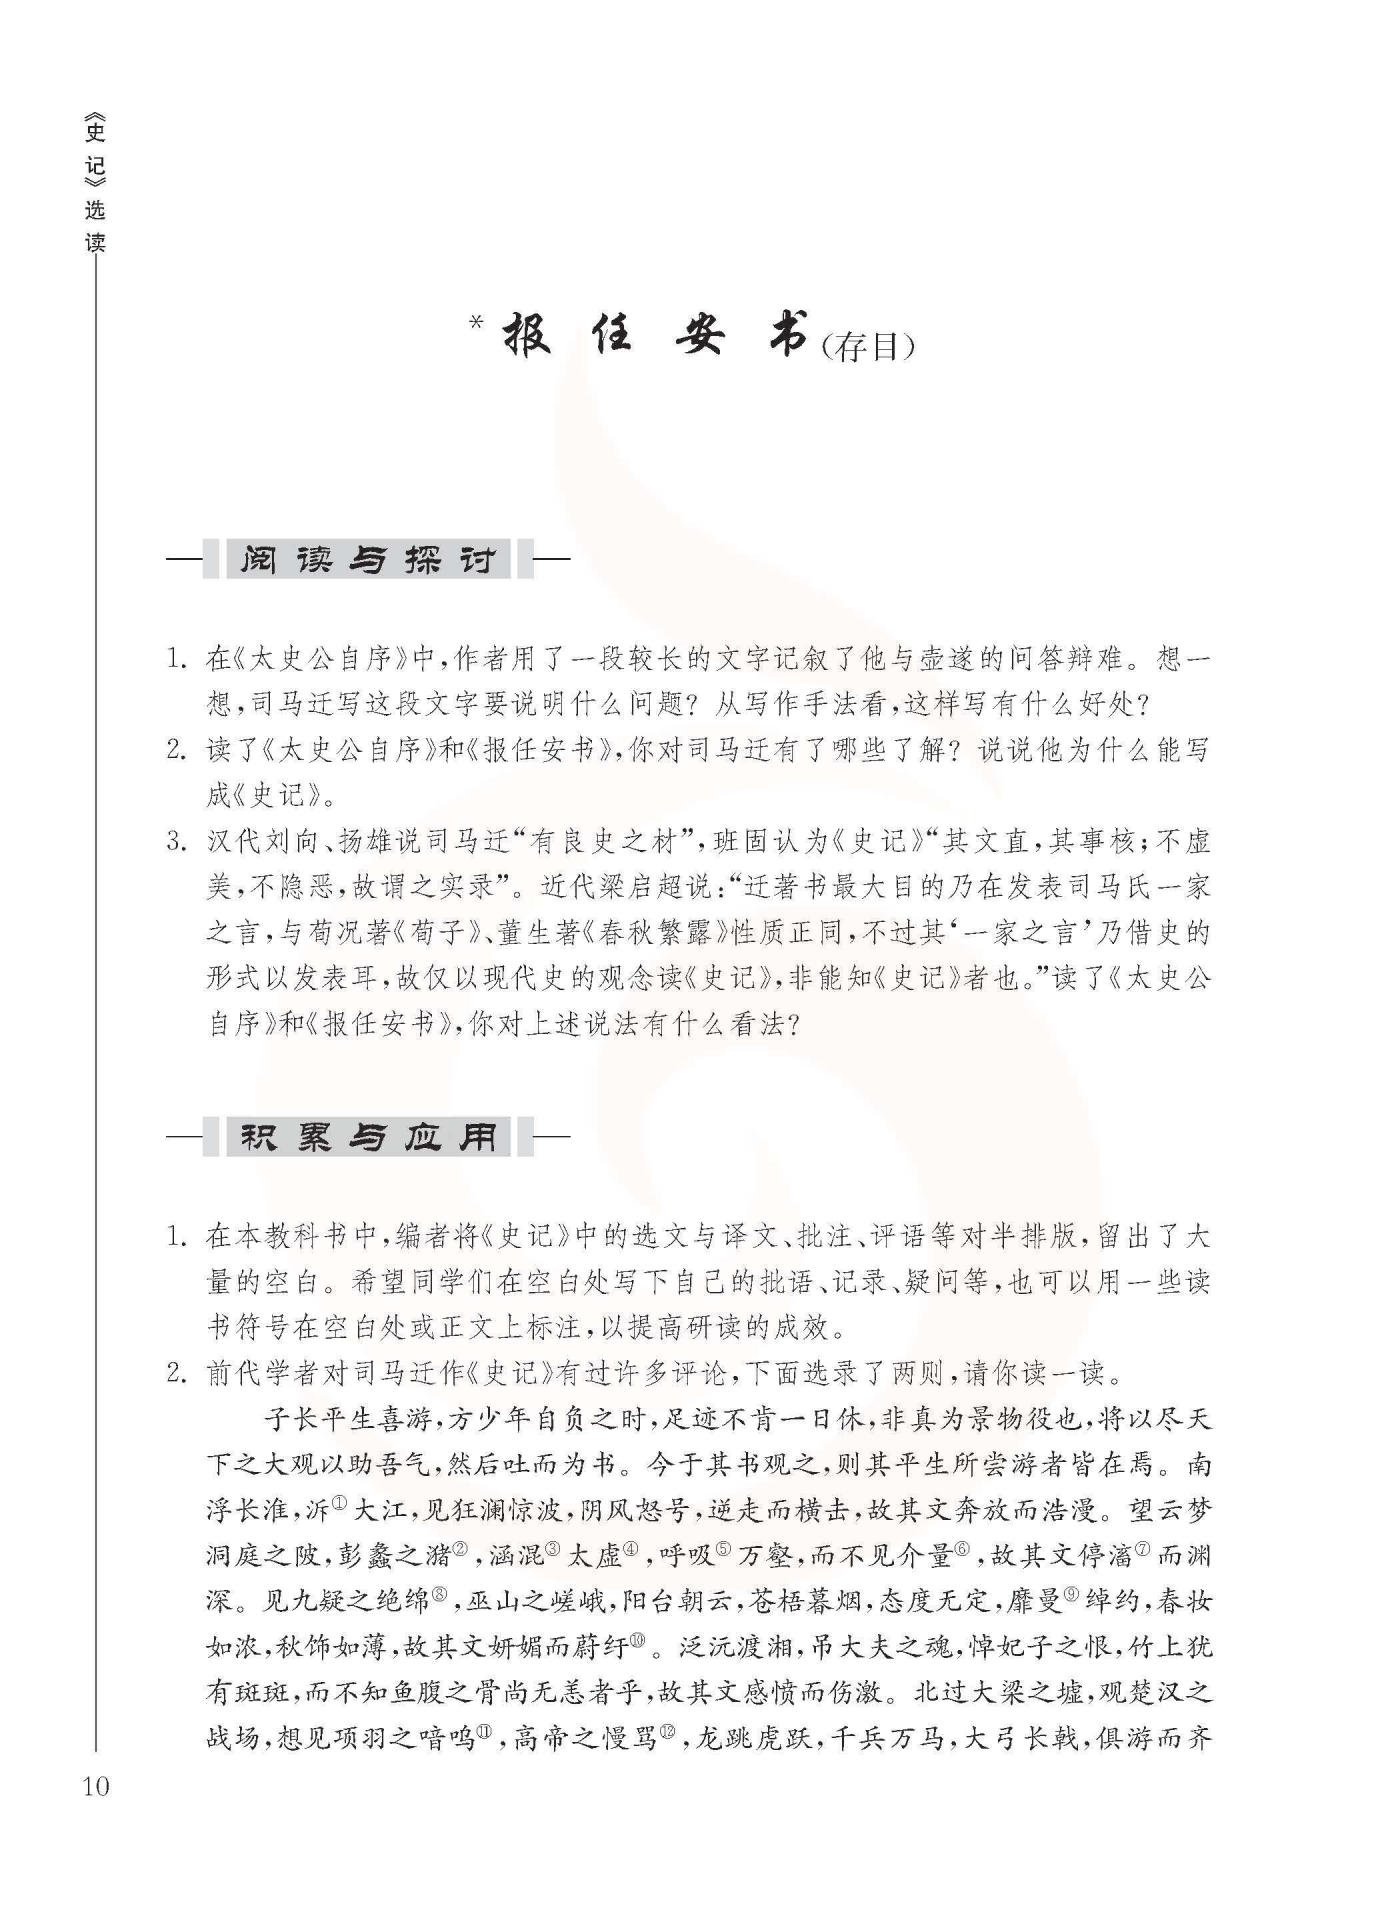 《史记》选读
*报任安书(存目)
阅读与探讨
1. 在《太史公自序》中,作者用了一段较长的文字记叙了他与壶遂的问答辩难。想一
想,司马迁写这段文字要说明什么问题? 从写作手法看,这样写有什么好处?
2. 读了《太史公自序》和《报任安书》,你对司马迁有了哪些了解? 说说他为什么能写
成《史记》。
3. 汉代刘向、扬雄说司马迁“有良史之材”,班固认为《史记》“其文直,其事核;不虚
美,不隐恶,故谓之实录”。近代梁启超说:“迁著书最大目的乃在发表司马氏一家
之言,与荀况著《荀子》、董生著《春秋繁露》性质正同,不过其‘一家之言’乃借史的
形式以发表耳,故仅以现代史的观念读《史记》,非能知《史记》者也。”读了《太史公
自序》和《报任安书》,你对上述说法有什么看法?
积累与应用
1. 在本教科书中,编者将《史记》中的选文与译文、批注、评语等对半排版,留出了大
量的空白。希望同学们在空白处写下自己的批语、记录、疑问等,也可以用一些读
书符号在空白处或正文上标注,以提高研读的成效。
2. 前代学者对司马迁作《史记》有过许多评论,下面选录了两则,请你读一读。
子长平生喜游,方少年自负之时,足迹不肯一日休,非真为景物役也,将以尽天
下之大观以助吾气,然后吐而为书。今于其书观之,则其平生所尝游者皆在焉。南
浮长淮,泝①大江,见狂澜惊波,阴风怒号,逆走而横击,故其文奔放而浩漫。望云梦
洞庭之陂,彭蠡之潴②,涵混③太虚④,呼吸⑤万壑,而不见介量⑥,故其文停滀⑦而渊
深。见九疑之绝绵⑧,巫山之嵯峨,阳台朝云,苍梧暮烟,态度无定,靡曼⑨绰约,春妆
如浓,秋饰如薄,故其文妍媚而蔚纡⑩。泛沅渡湘,吊大夫之魂,悼妃子之恨,竹上犹
有斑斑,而不知鱼腹之骨尚无恙者乎,故其文感愤而伤激。北过大梁之墟,观楚汉之
战场,想见项羽之喑呜⑪,高帝之慢骂⑫,龙跳虎跃,千兵万马,大弓长戟,俱游而齐
10